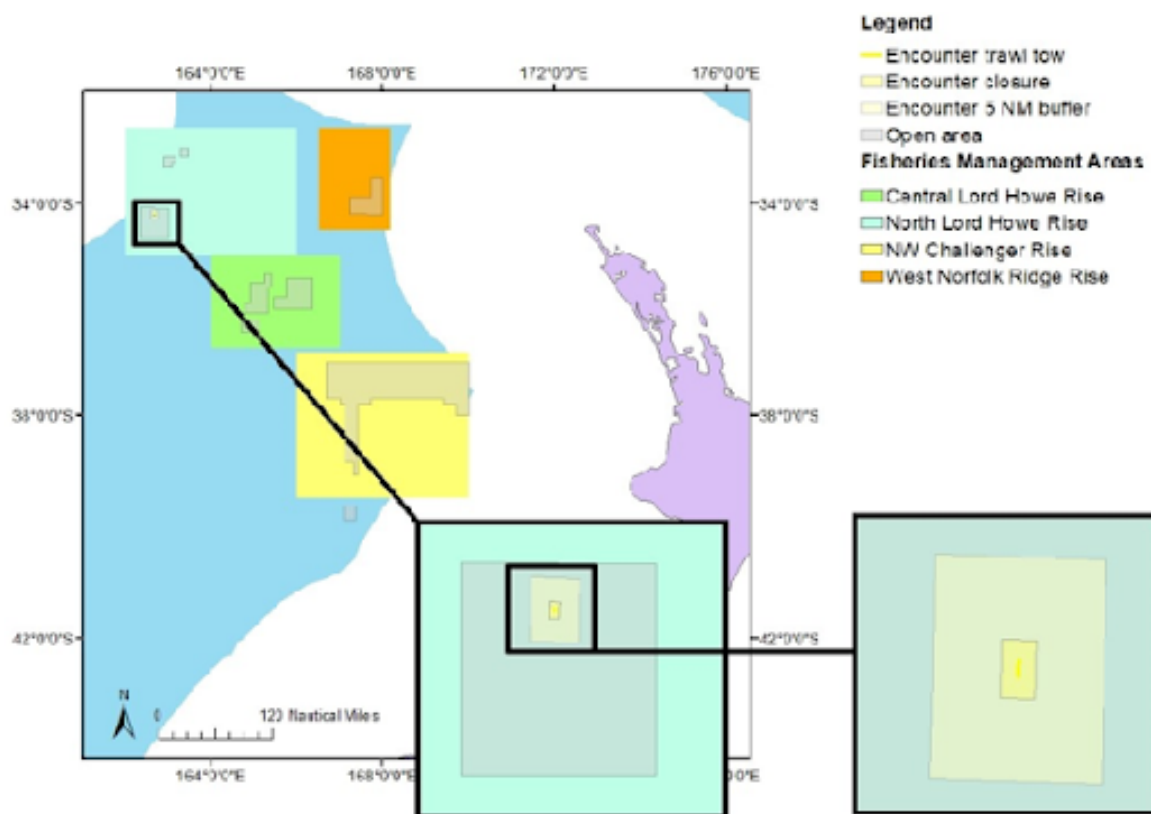 Legend
Encounter trawl tow
Encounter closure
Encounter 5 NM buffer
Open area
Fisheries Management Areas
Central Lord Howe Rise
North Lord Howe Rise
NW Challenger Rise
West Norfolk Ridge Rise
164°0'0"E 168°0'0"E 172°0'0"E 176°0'0"E
34°0'0"S 34°0'0"S
38°0'0"S 38°0'0"S
42°0'0"S 42°0'0"S
N
0 120 Nautical Miles
164°0'0"E 168°0'0"E